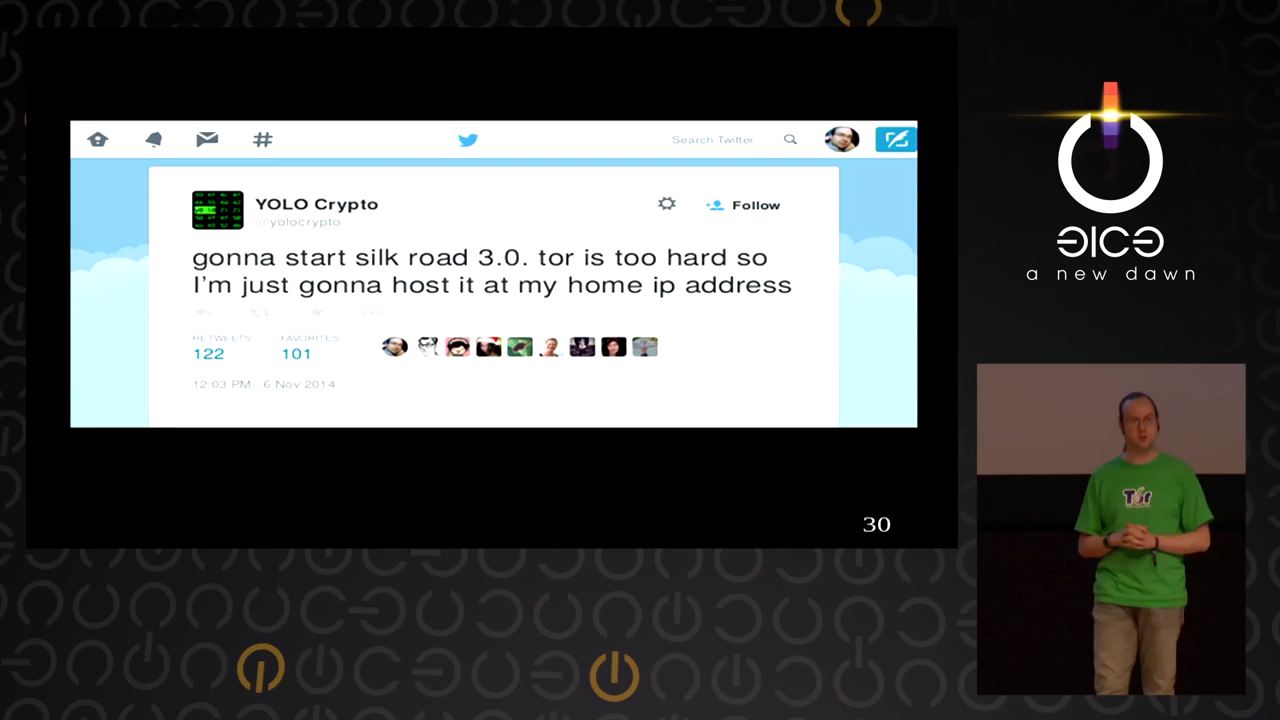 Search Twitter
YOLO Crypto
yolocrypto
Follow
gonna start silk road 3.0. tor is too hard so
I'm just gonna host it at my home ip address
RETWEETS
FAVORITES
122
101
12:03 PM - 6 Nov 2014
30
a new dawn
Tor